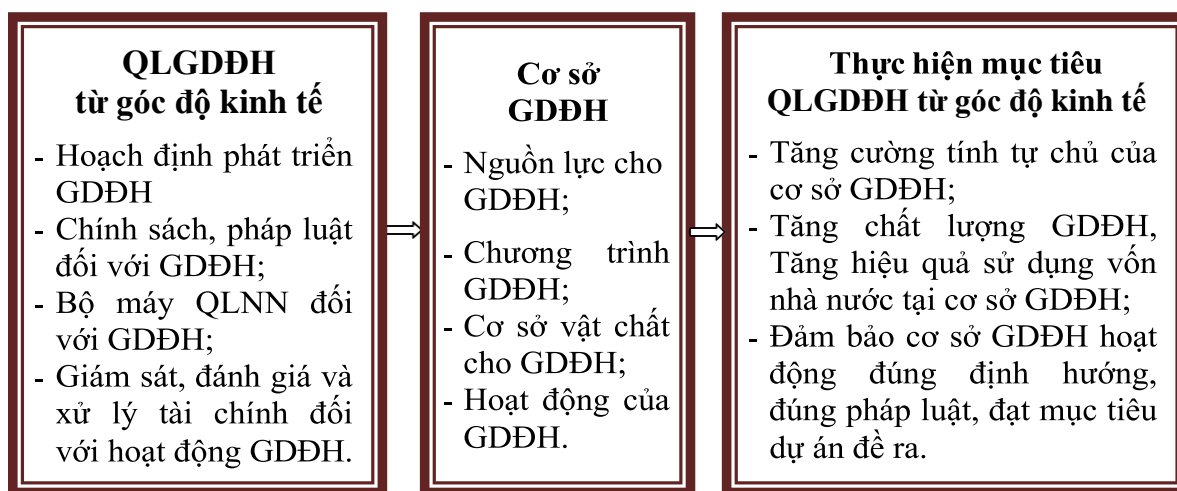 QLGDĐH
từ góc độ kinh tế
- Hoạch định phát triển
GDĐH
- Chính sách, pháp luật
đối với GDĐH;
- Bộ máy QLNN đối
với GDĐH;
- Giám sát, đánh giá và
xử lý tài chính đối
với hoạt động GDĐH.
Cơ sở
GDĐH
- Nguồn lực cho
GDĐH;
- Chương trình
GDĐH;
- Cơ sở vật chất
cho GDĐH;
- Hoạt động của
GDĐH.
Thực hiện mục tiêu
QLGDĐH từ góc độ kinh tế
- Tăng cường tính tự chủ của
cơ sở GDĐH;
- Tăng chất lượng GDĐH,
Tăng hiệu quả sử dụng vốn
nhà nước tại cơ sở GDĐH;
- Đảm bảo cơ sở GDĐH hoạt
động đúng định hướng,
đúng pháp luật, đạt mục tiêu
dự án đề ra.